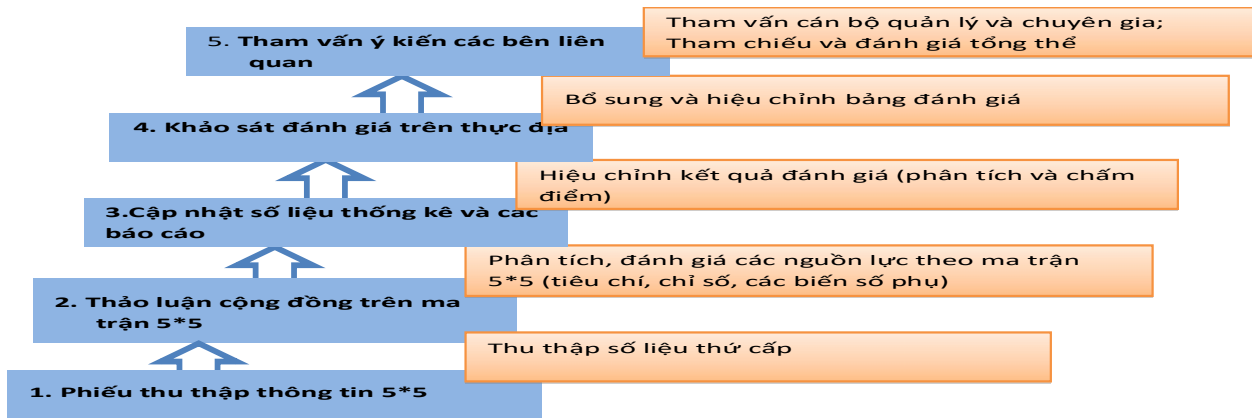 Tham vấn cán bộ quản lý và chuyên gia;
Tham chiếu và đánh giá tổng thể
5. Tham vấn ý kiến các bên liên
quan
Bổ sung và hiệu chỉnh bảng đánh giá
4. Khảo sát đánh giá trên thực địa
Hiệu chỉnh kết quả đánh giá (phân tích và chấm
điểm)
3.Cập nhật số liệu thống kê và các
báo cáo
Phân tích, đánh giá các nguồn lực theo ma trận
5*5 (tiêu chí, chỉ số, các biến số phụ)
2. Thảo luận cộng đồng trên ma
trận 5*5
Thu thập số liệu thứ cấp
1. Phiếu thu thập thông tin 5*5